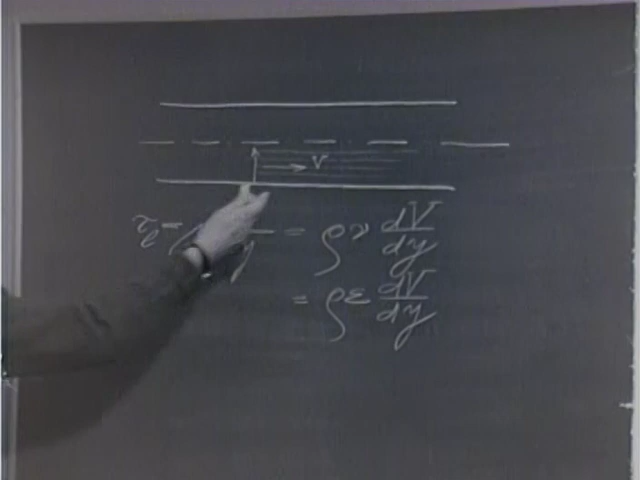 V
τ = = ρν dV/dy
= ρε dV/dy